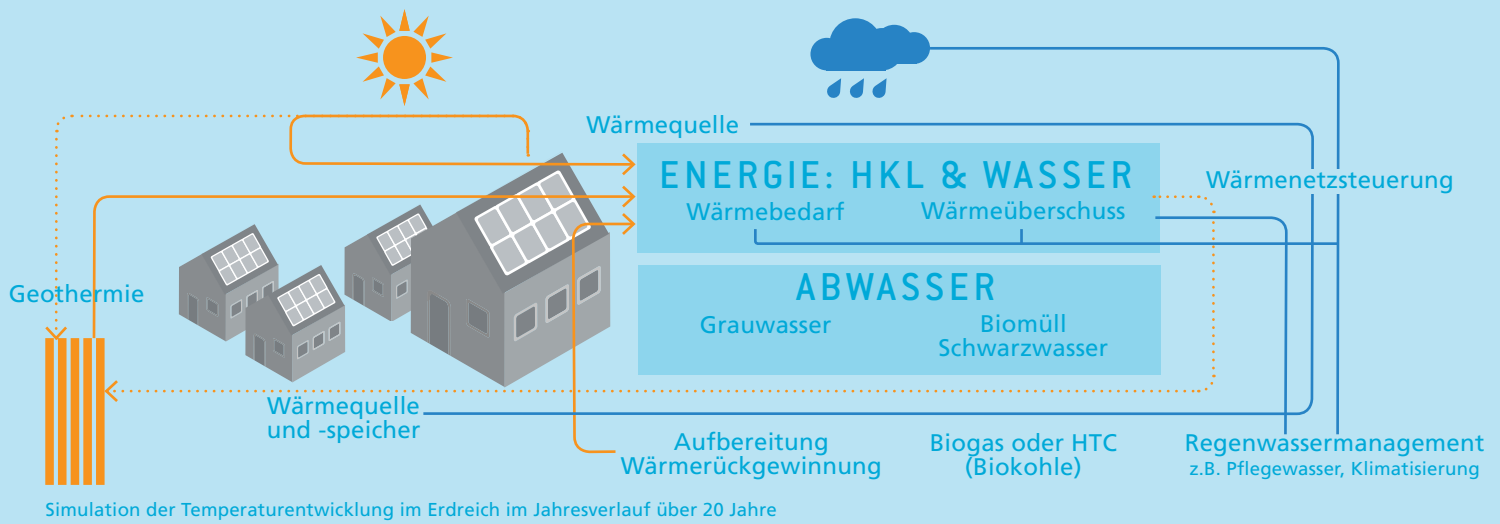 Wärmequelle
ENERGIE: HKL & WASSER
Wärmebedarf
Wärmeüberschuss
Wärmenetzsteuerung
Geothermie
ABWASSER
Grauwasser
Biomüll
Schwarzwasser
Wärmequelle
und -speicher
Aufbereitung
Wärmerückgewinnung
Biogas oder HTC
(Biokohle)
Regenwassermanagement
z.B. Pflegewasser, Klimatisierung
Simulation der Temperaturentwicklung im Erdreich im Jahresverlauf über 20 Jahre